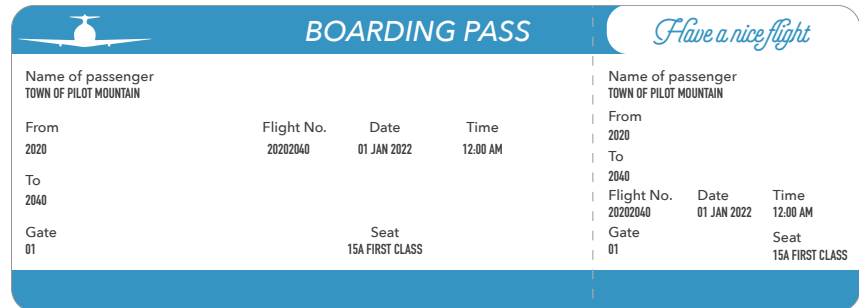 BOARDING PASS
Name of passenger
TOWN OF PILOT MOUNTAIN
From Flight No. Date Time
2020 20202040 01 JAN 2022 12:00 AM
To
2040
Gate Seat
01 15A FIRST CLASS
Have a nice flight
Name of passenger
TOWN OF PILOT MOUNTAIN
From
2020
To
2040
Flight No. Date Time
20202040 01 JAN 2022 12:00 AM
Gate Seat
01 15A FIRST CLASS